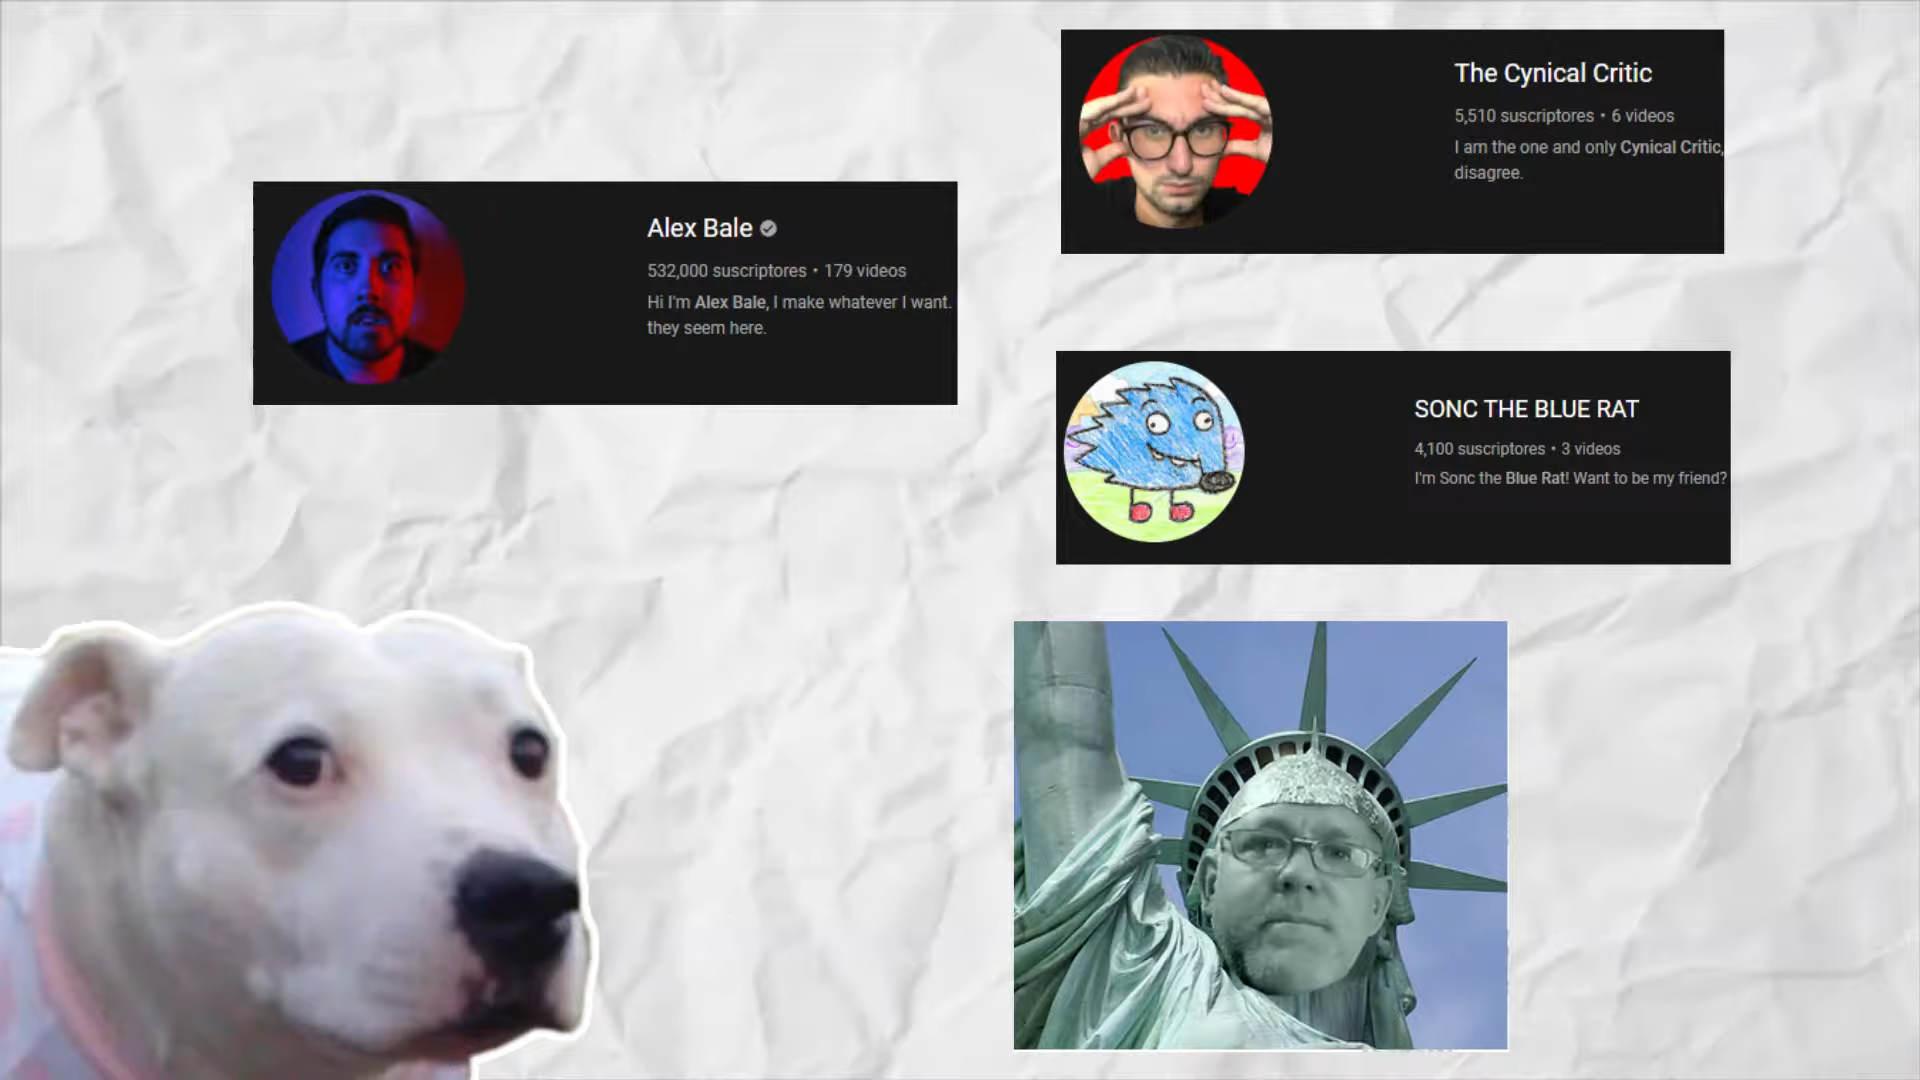 The Cynical Critic
5,510 suscriptores • 6 videos
I am the one and only Cynical Critic,
disagree.
Alex Bale
532,000 suscriptores • 179 videos
Hi I'm Alex Bale, I make whatever I want.
they seem here.
SONC THE BLUE RAT
4,100 suscriptores • 3 videos
I'm Sonc the Blue Rat! Want to be my friend?